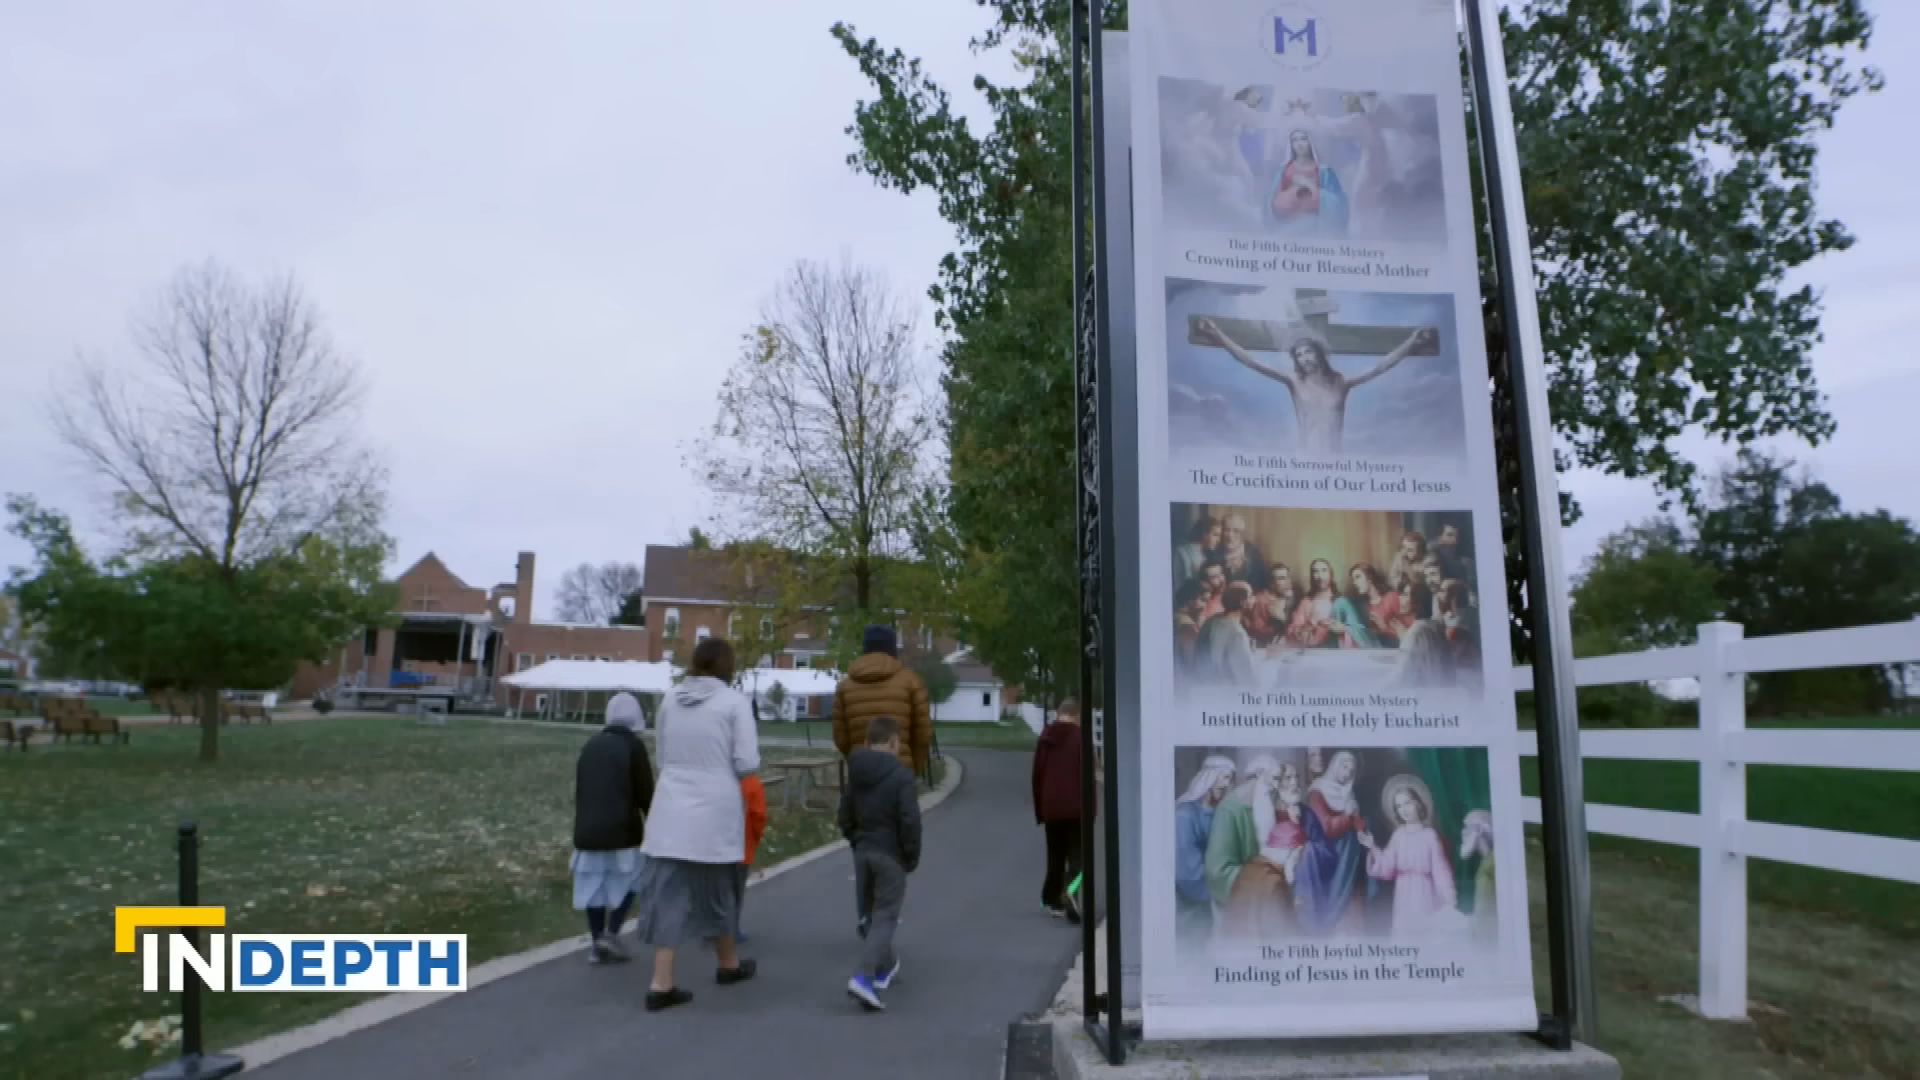 The Fifth Glorious Mystery
Crowning of Our Blessed Mother
The Fifth Sorrowful Mystery
The Crucifixion of Our Lord Jesus
The Fifth Luminous Mystery
Institution of the Holy Eucharist
The Fifth Joyful Mystery
Finding of Jesus in the Temple
INDEPTH